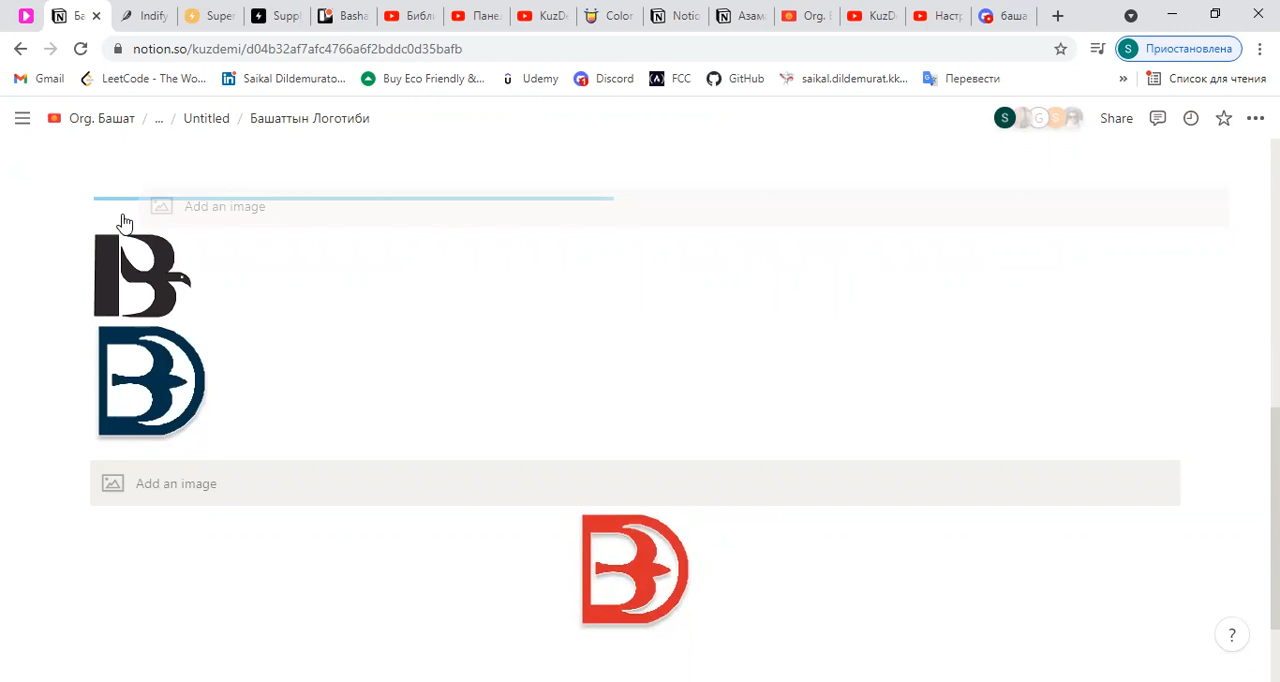 Ба
Indify
Super
Supp
Basha
Библ
Пане
KuzD
Color
Notic
Азам
Org. E
KuzD
Настр
баша
notion.so/kuzdemi/d04b32af7afc4766a6f2bddc0d35bafb
S Приостановлена
Gmail LeetCode - The Wo... Saikal Dildemurato... Buy Eco Friendly &... Udemy Discord FCC GitHub saikal.dildemurat.kk... Перевести » Список для чтения
Org. Башат / ... / Untitled / Башаттын Логотиби S G S Share
Add an image
Add an image
?